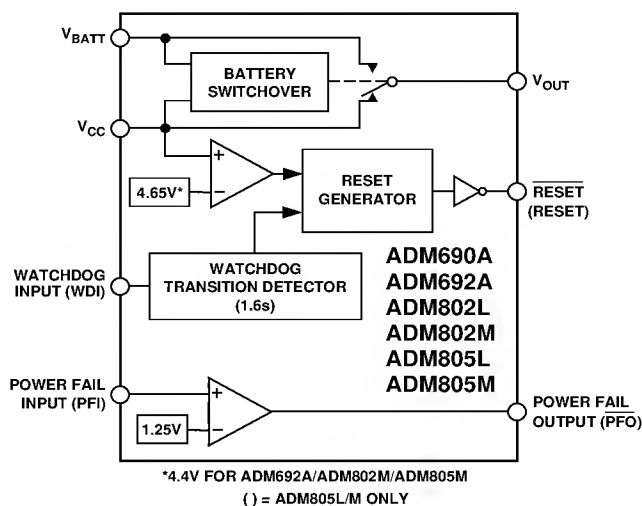 VBATT
BATTERY
SWITCHOVER
VOUT
VCC
4.65V*
+
−
RESET
GENERATOR
RESET
(RESET)
WATCHDOG
INPUT (WDI)
WATCHDOG
TRANSITION DETECTOR
(1.6s)
ADM690A
ADM692A
ADM802L
ADM802M
ADM805L
ADM805M
POWER FAIL
INPUT (PFI)
1.25V
+
−
POWER FAIL
OUTPUT (PFO)
*4.4V FOR ADM692A/ADM802M/ADM805M
( ) = ADM805L/M ONLY